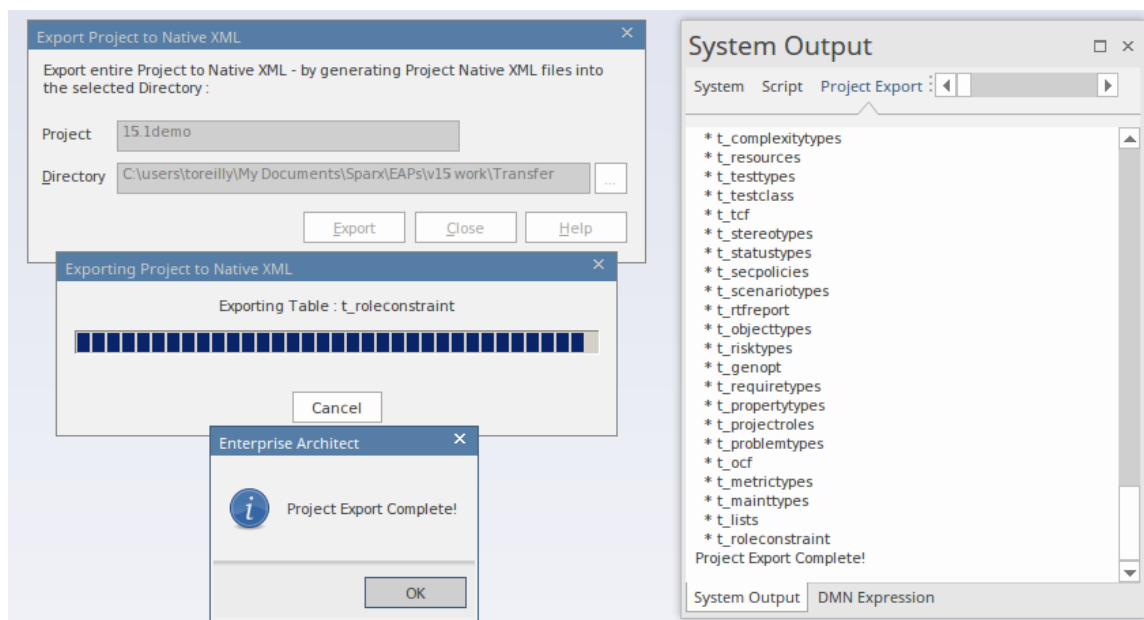 Export Project to Native XML
Export entire Project to Native XML - by generating Project Native XML files into
the selected Directory :
Project 15.1demo
Directory C:\users\toreilly\My Documents\Sparx\EAPs\v15 work\Transfer ...
Export Close Help
Exporting Project to Native XML
Exporting Table : t_roleconstraint
Cancel
Enterprise Architect
Project Export Complete!
OK
System Output
System Script Project Export
* t_complexitytypes
* t_resources
* t_testtypes
* t_testclass
* t_tcf
* t_stereotypes
* t_statustypes
* t_secpolicies
* t_scenariotypes
* t_rtfreport
* t_objecttypes
* t_risktypes
* t_genopt
* t_requiretypes
* t_propertytypes
* t_projectroles
* t_problemtypes
* t_ocf
* t_metrictypes
* t_mainttypes
* t_lists
* t_roleconstraint
Project Export Complete!
System Output DMN Expression